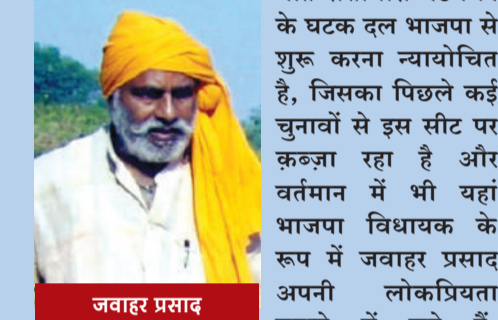 के घटक दल भाजपा से
शुरू करना न्यायोचित
है, जिसका पिछले कई
चुनावों से इस सीट पर
क़ब्ज़ा रहा है और
वर्तमान में भी यहां
भाजपा विधायक के
रूप में जवाहर प्रसाद
अपनी लोकप्रियता
जवाहर प्रसाद